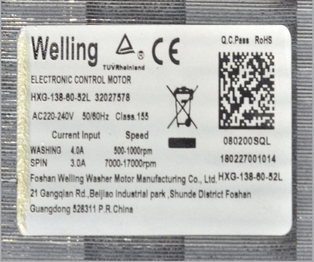 Welling
TÜVRheinland
CE
Q.C.Pass RoHS
ELECTRONIC CONTROL MOTOR
HXG-138-60-52L 32027578
AC220-240V 50/60Hz Class.155
Current Input Speed
WASHING 4.0A 500-1000rpm
SPIN 3.0A 7000-17000rpm
080200SQL
180227001014
HXG-138-60-52L
Foshan Welling Washer Motor Manufacturing Co., Ltd.
21 Gangqian Rd.,Beijiao Industrial park ,Shunde District Foshan
Guangdong 528311 P.R.China